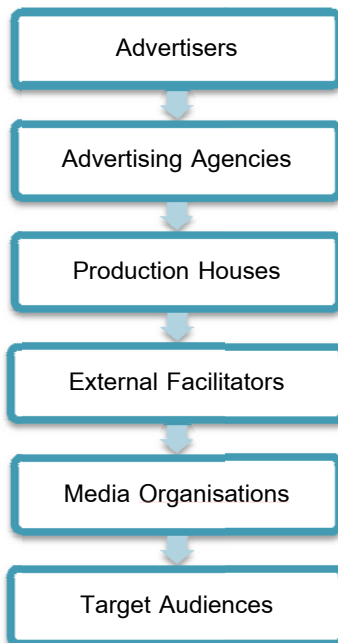 Advertisers
Advertising Agencies
Production Houses
External Facilitators
Media Organisations
Target Audiences